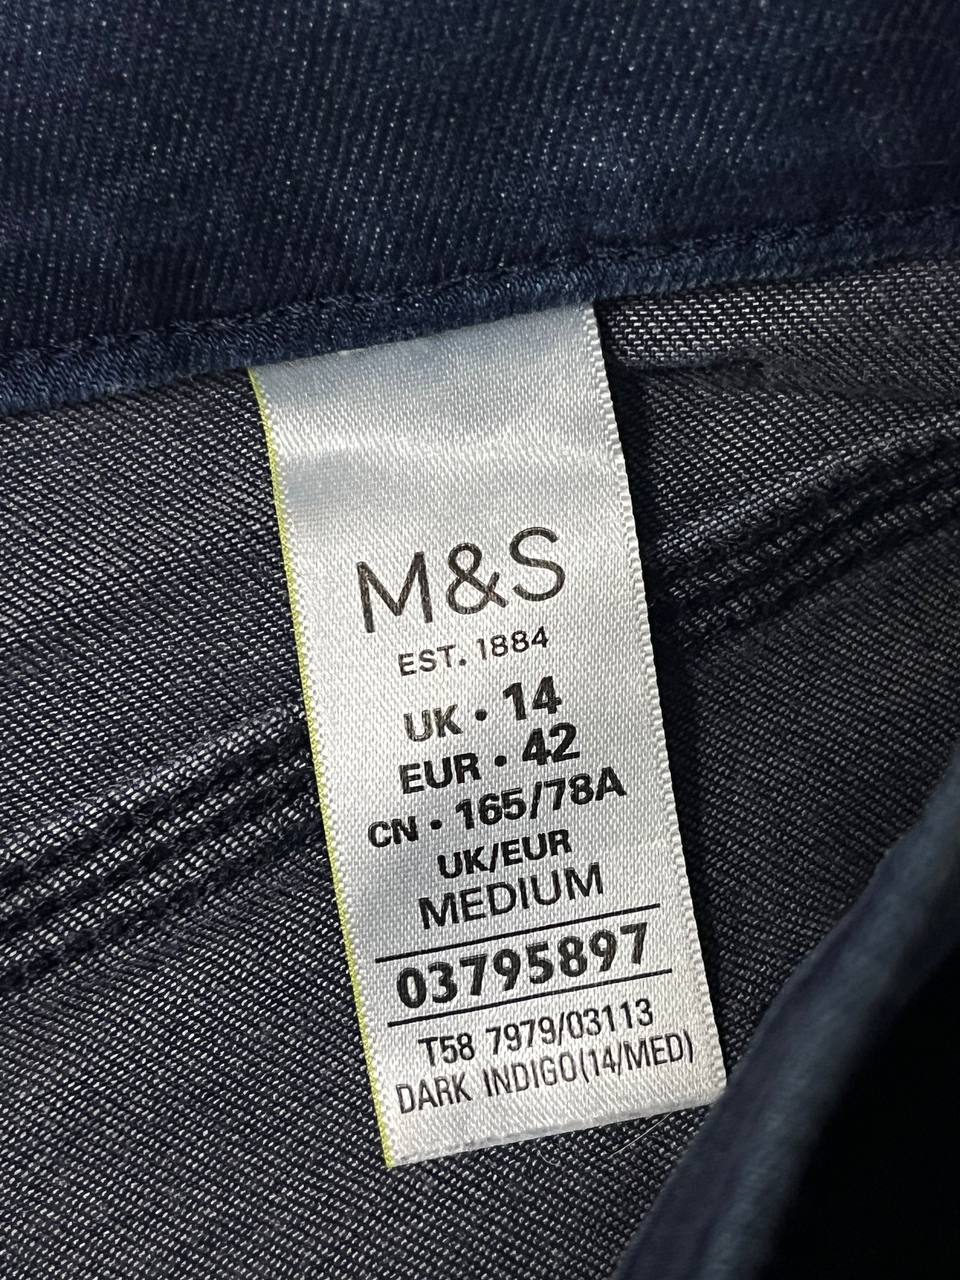 M&S
EST. 1884
UK • 14
EUR • 42
CN • 165/78A
UK/EUR
MEDIUM
03795897
T58 7979/03113
DARK INDIGO(14/MED)